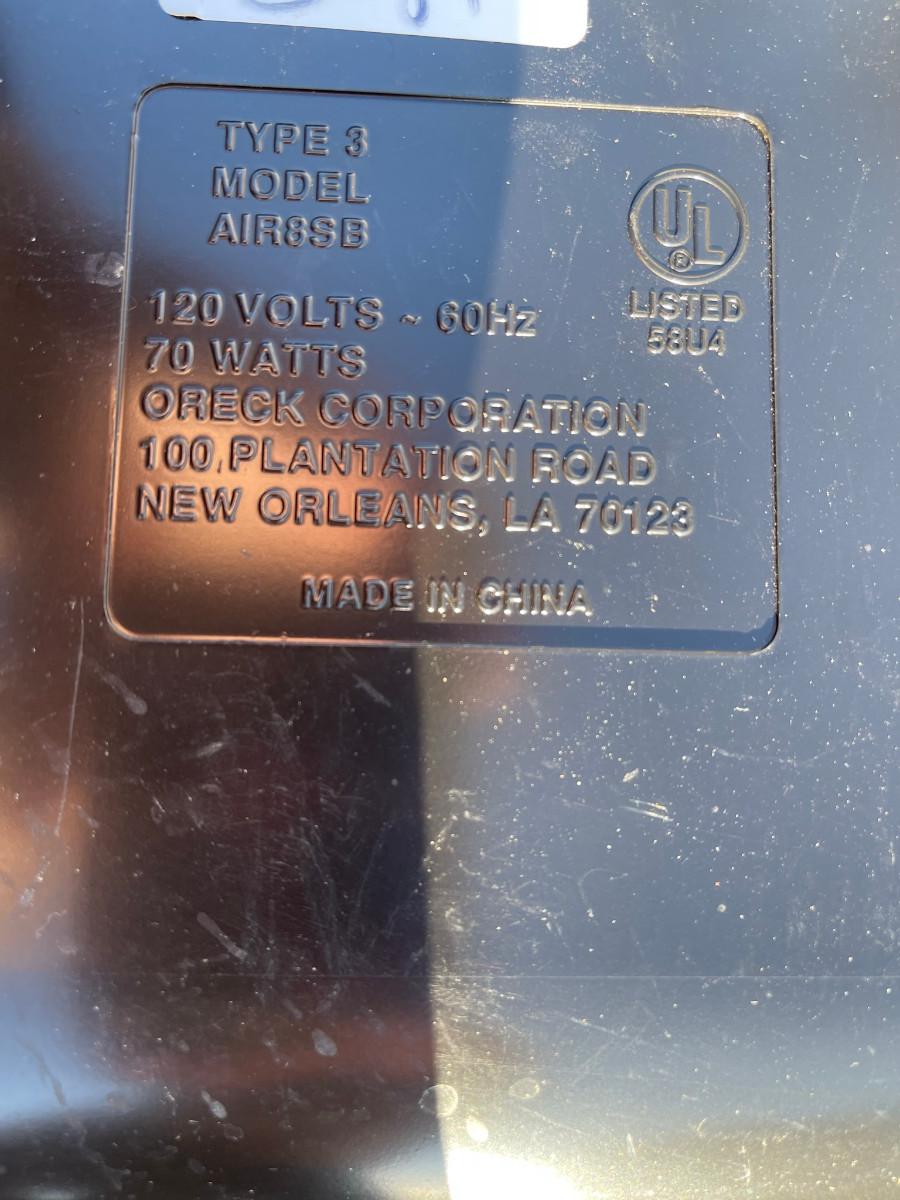 TYPE 3
MODEL
AIR8SB
UL
®
LISTED
58U4
120 VOLTS ~ 60Hz
70 WATTS
ORECK CORPORATION
100 PLANTATION ROAD
NEW ORLEANS, LA 70123
MADE IN CHINA